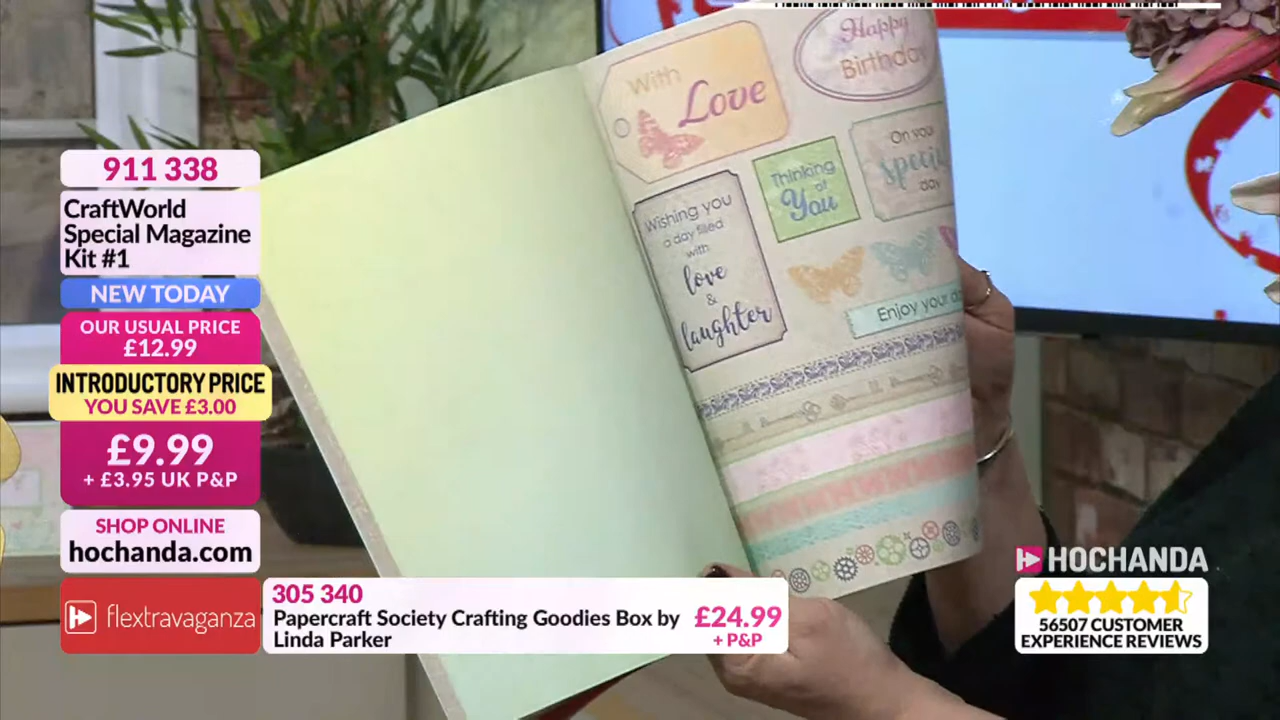 911 338
CraftWorld
Special Magazine
Kit #1
NEW TODAY
OUR USUAL PRICE
£12.99
INTRODUCTORY PRICE
YOU SAVE £3.00
£9.99
+ £3.95 UK P&P
SHOP ONLINE
hochanda.com
flextravaganza
305 340
Papercraft Society Crafting Goodies Box by
Linda Parker
£24.99
+ P&P
With
Love
Happy
Birthday
Thinking
of
You
On your
special
day
Wishing you
a day filled
with
love
&
laughter
Enjoy your
HOCHANDA
56507 CUSTOMER
EXPERIENCE REVIEWS